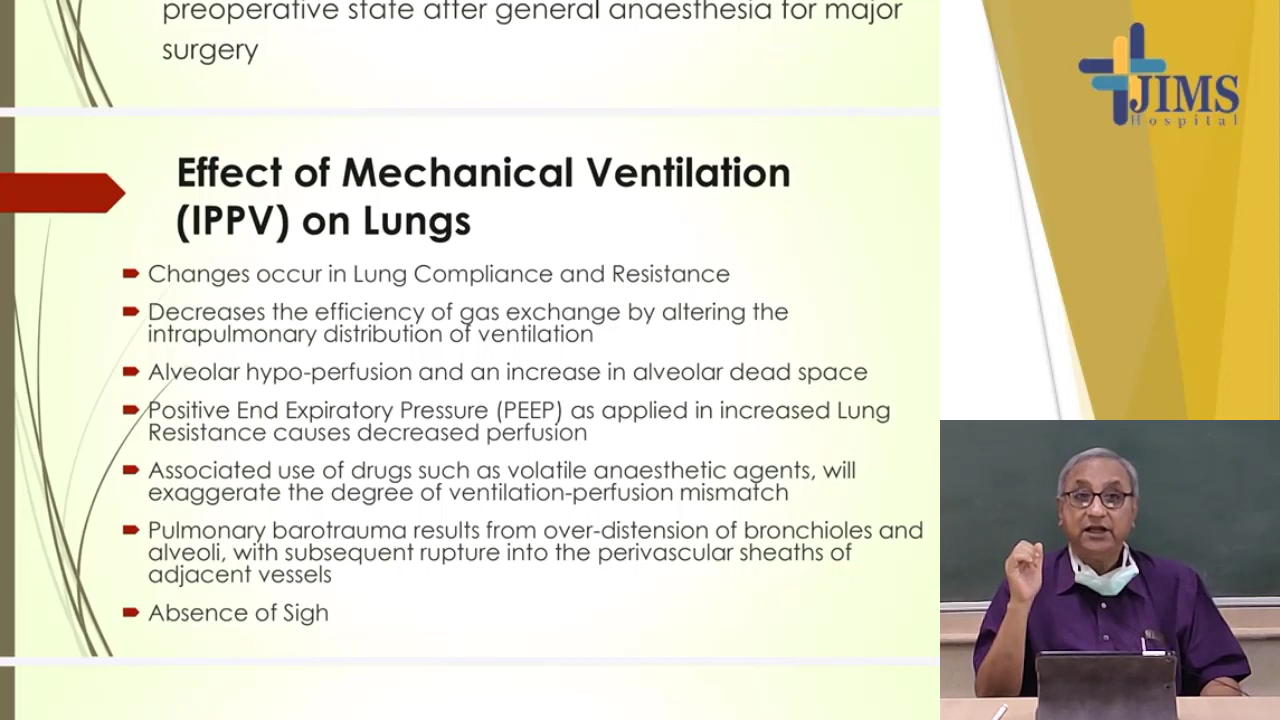 preoperative state after general anaesthesia for major
surgery
Effect of Mechanical Ventilation
(IPPV) on Lungs
Changes occur in Lung Compliance and Resistance
Decreases the efficiency of gas exchange by altering the
intrapulmonary distribution of ventilation
Alveolar hypo-perfusion and an increase in alveolar dead space
Positive End Expiratory Pressure (PEEP) as applied in increased Lung
Resistance causes decreased perfusion
Associated use of drugs such as volatile anaesthetic agents, will
exaggerate the degree of ventilation-perfusion mismatch
Pulmonary barotrauma results from over-distension of bronchioles and
alveoli, with subsequent rupture into the perivascular sheaths of
adjacent vessels
Absence of Sigh
JIMS
Hospital